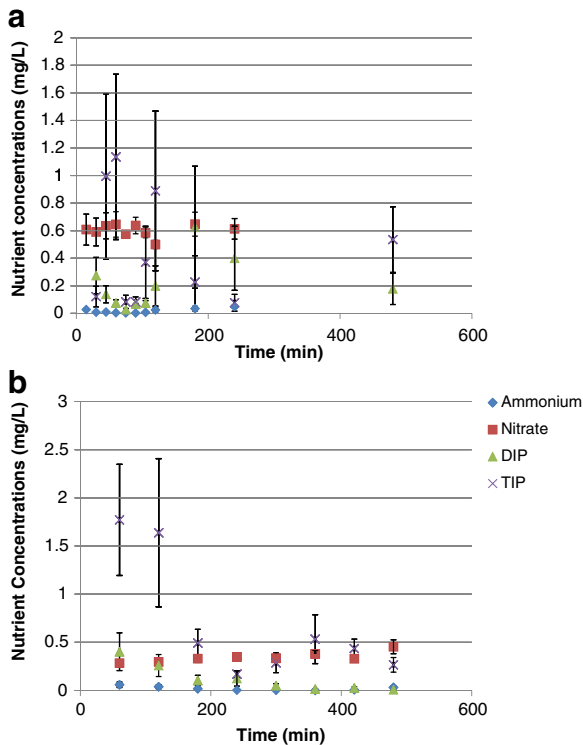 a
Nutrient concentrations (mg/L)
2
1.8
1.6
1.4
1.2
1
0.8
0.6
0.4
0.2
0
0 200 400 600
Time (min)
b
Nutrient Concentrations (mg/L)
3
2.5
2
1.5
1
0.5
0
0 200 400 600
Time (min)
Ammonium
Nitrate
DIP
TIP